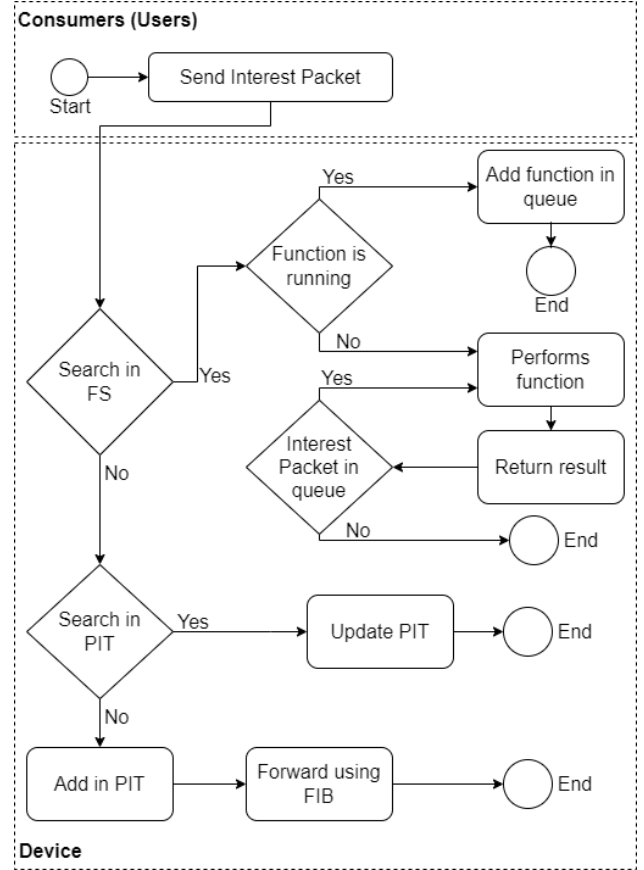 Consumers (Users)
Send Interest Packet
Start
Yes
Add function in
queue
Function is
running
End
No
Performs
function
Search in
FS
Yes
Yes
Interest
Packet in
queue
Return result
No
No
End
Search in
PIT
Yes
Update PIT
End
No
Add in PIT
Forward using
FIB
End
Device